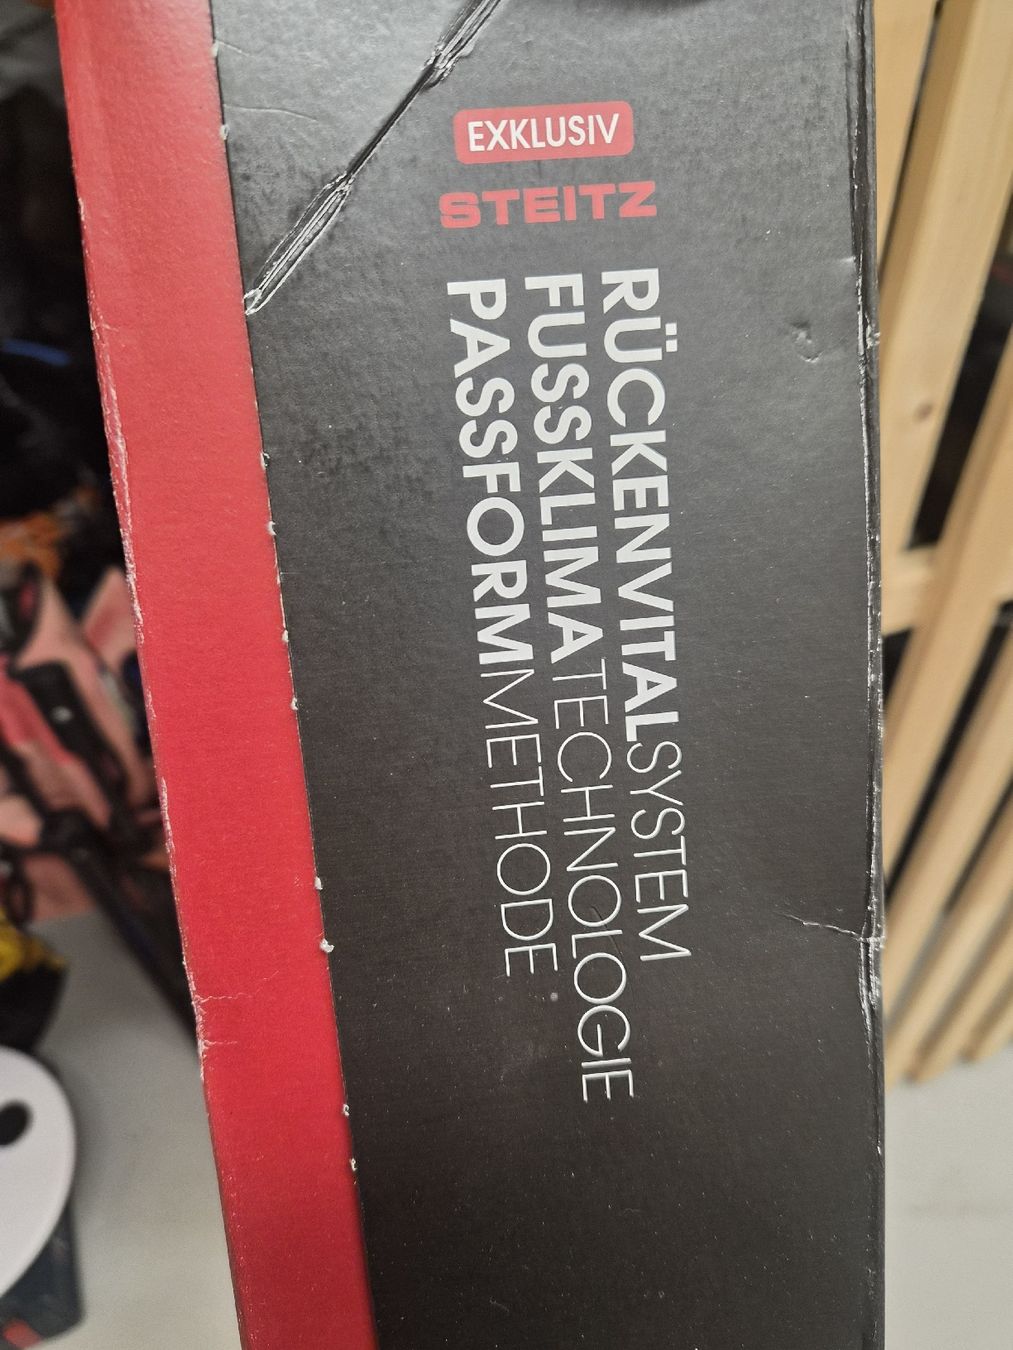 EXKLUSIV
STEITZ
RÜCKENVITALSYSTEM
FUSSKLIMATECHNOLOGIE
PASSFORMMETHODE